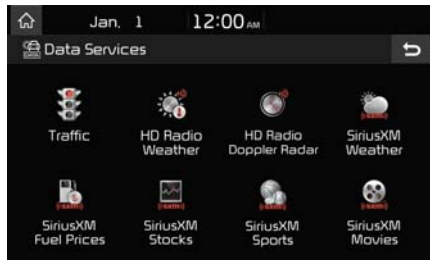 Jan. 1 12:00 AM
Data Services
Traffic
HD Radio
Weather
HD Radio
Doppler Radar
SiriusXM
Weather
SiriusXM
Fuel Prices
SiriusXM
Stocks
SiriusXM
Sports
SiriusXM
Movies